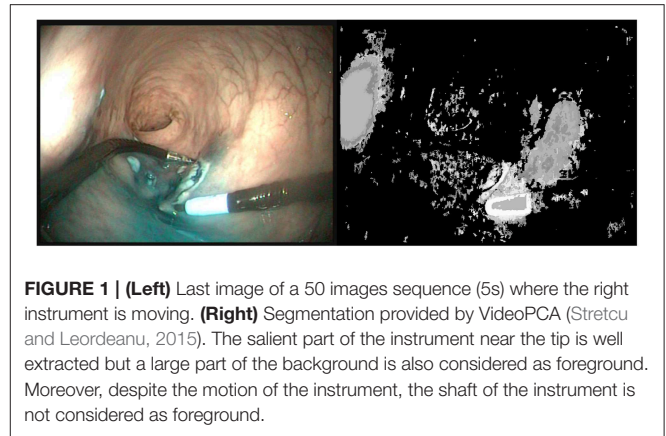 FIGURE 1 | (Left) Last image of a 50 images sequence (5s) where the right
instrument is moving. (Right) Segmentation provided by VideoPCA (Stretcu
and Leordeanu, 2015). The salient part of the instrument near the tip is well
extracted but a large part of the background is also considered as foreground.
Moreover, despite the motion of the instrument, the shaft of the instrument is
not considered as foreground.